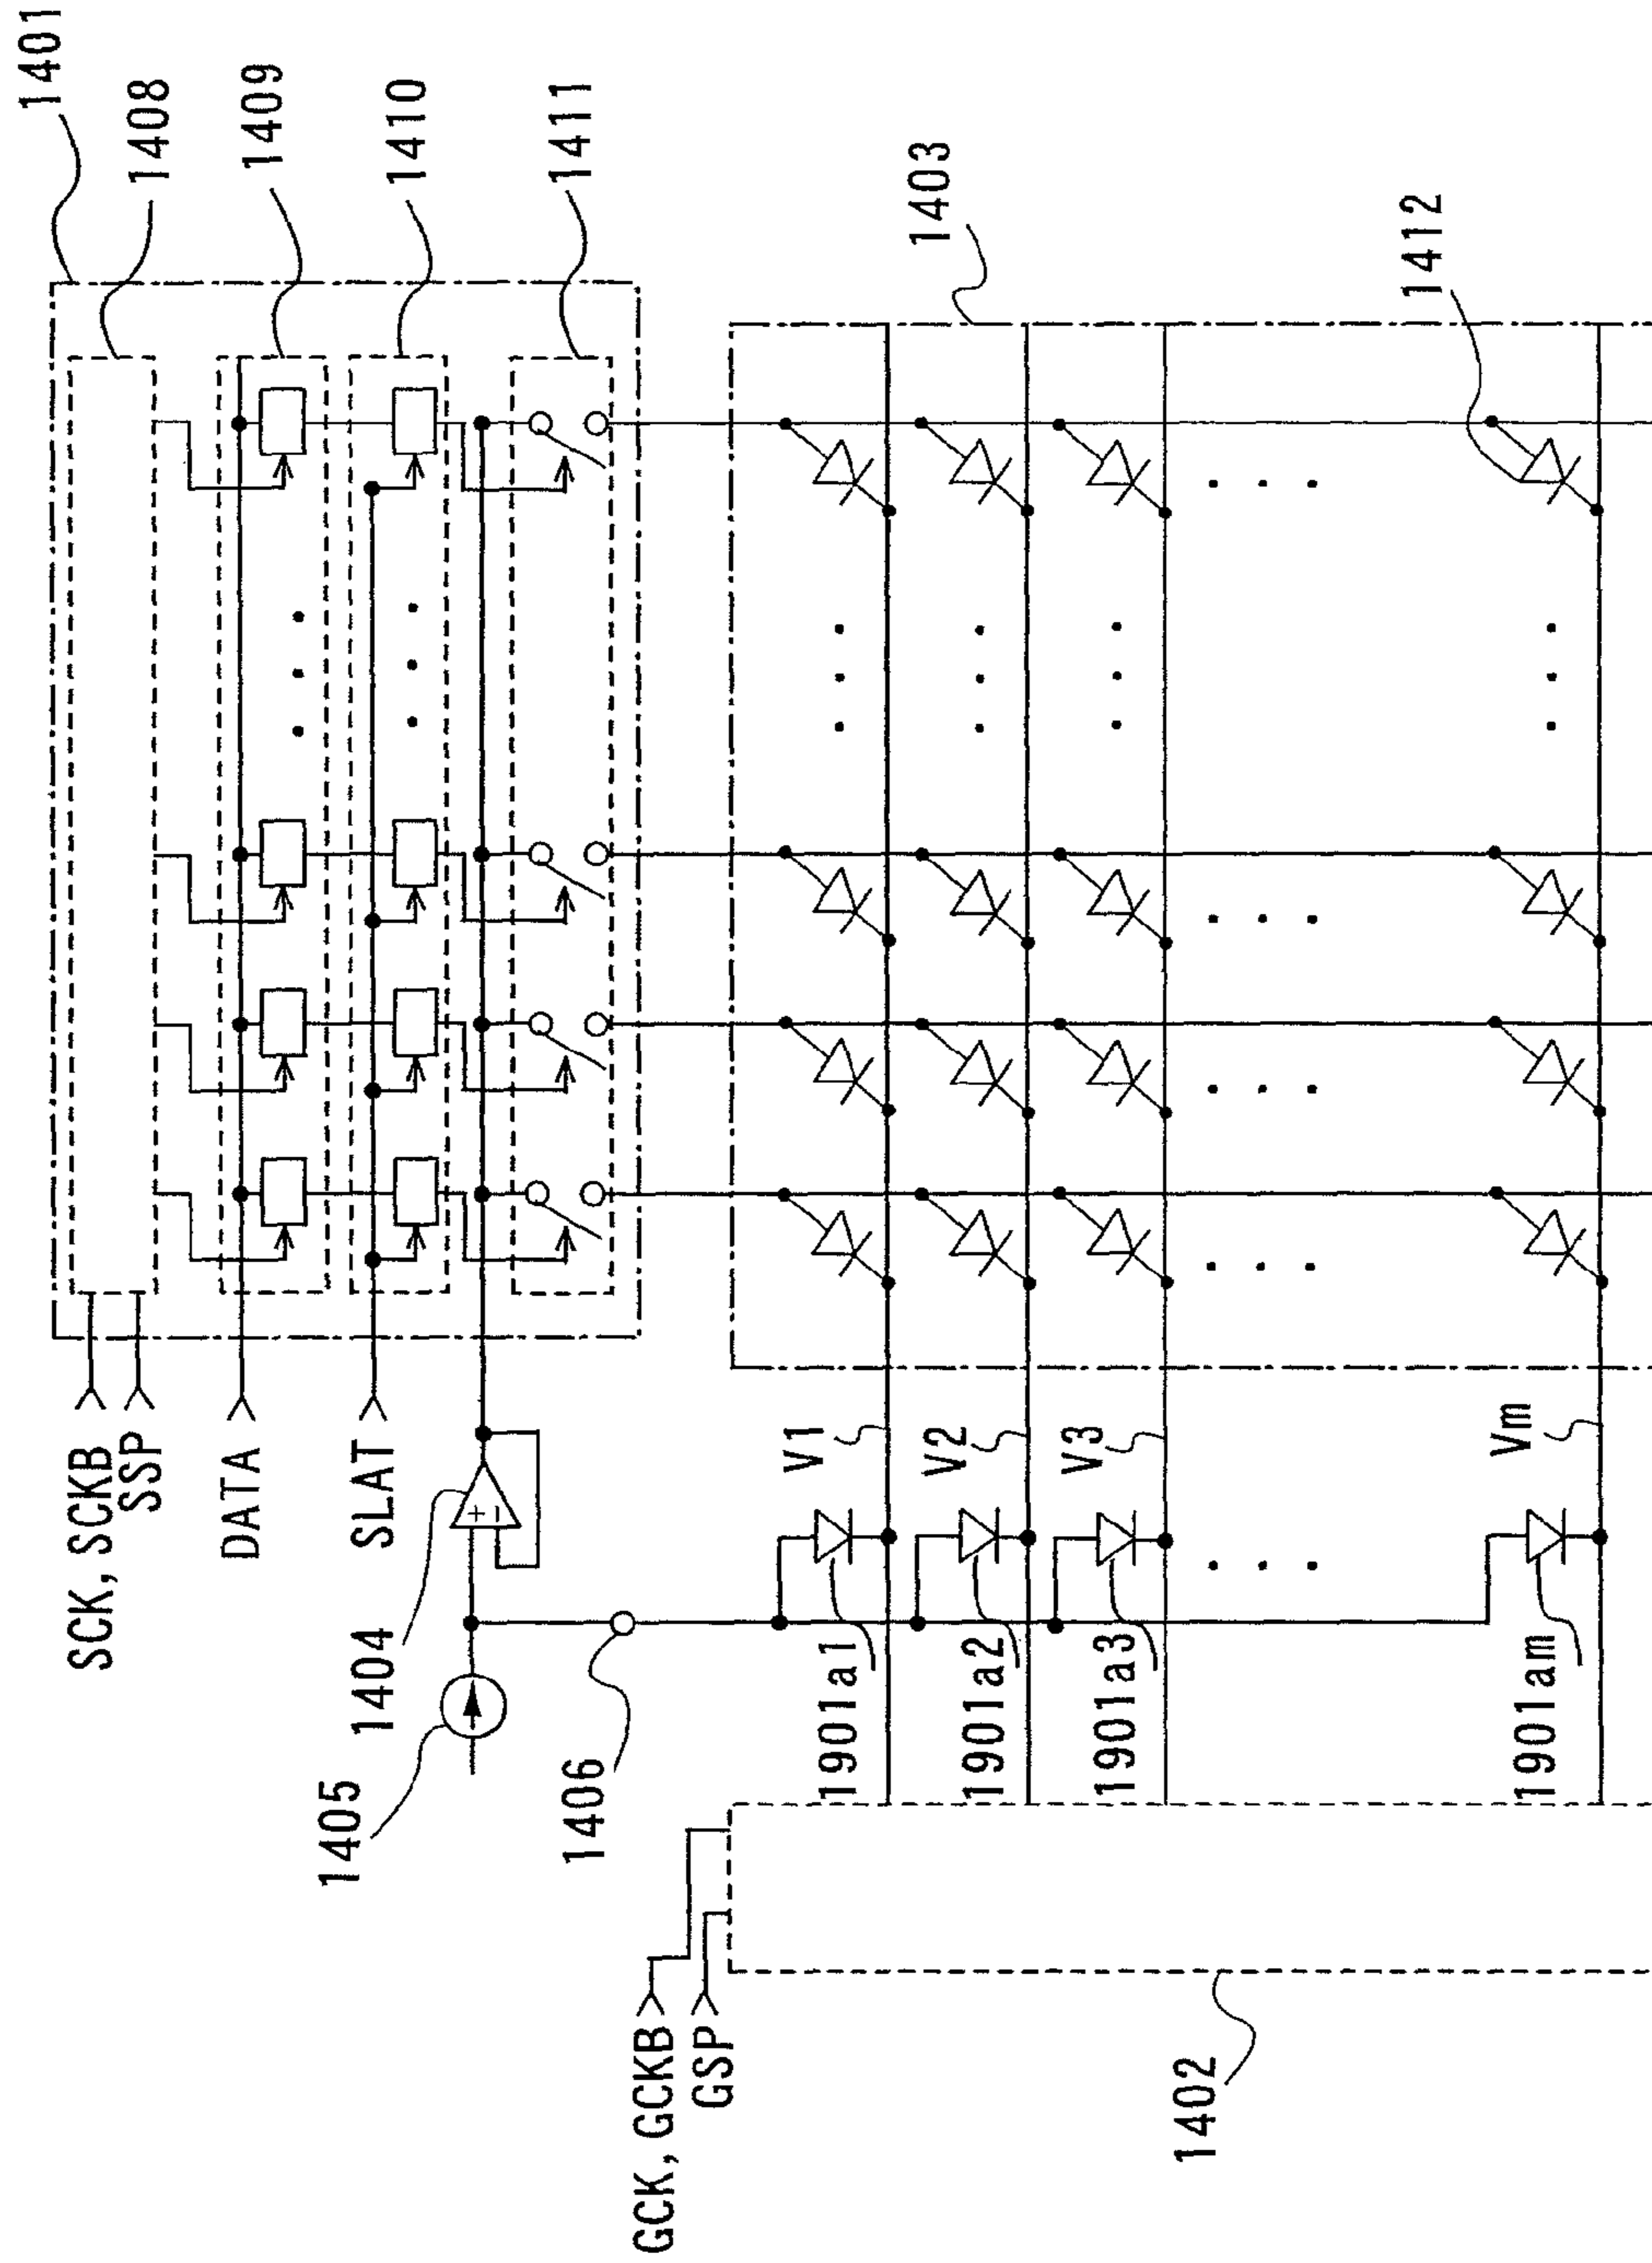 1401
1408
1409
1410
1411
1403
1412
SCK, SCKB
SSP
DATA
SLAT
1404
1405
1406
V1
V2
V3
Vm
1901a1
1901a2
1901a3
1901am
GCK, GCKB
GSP
1402